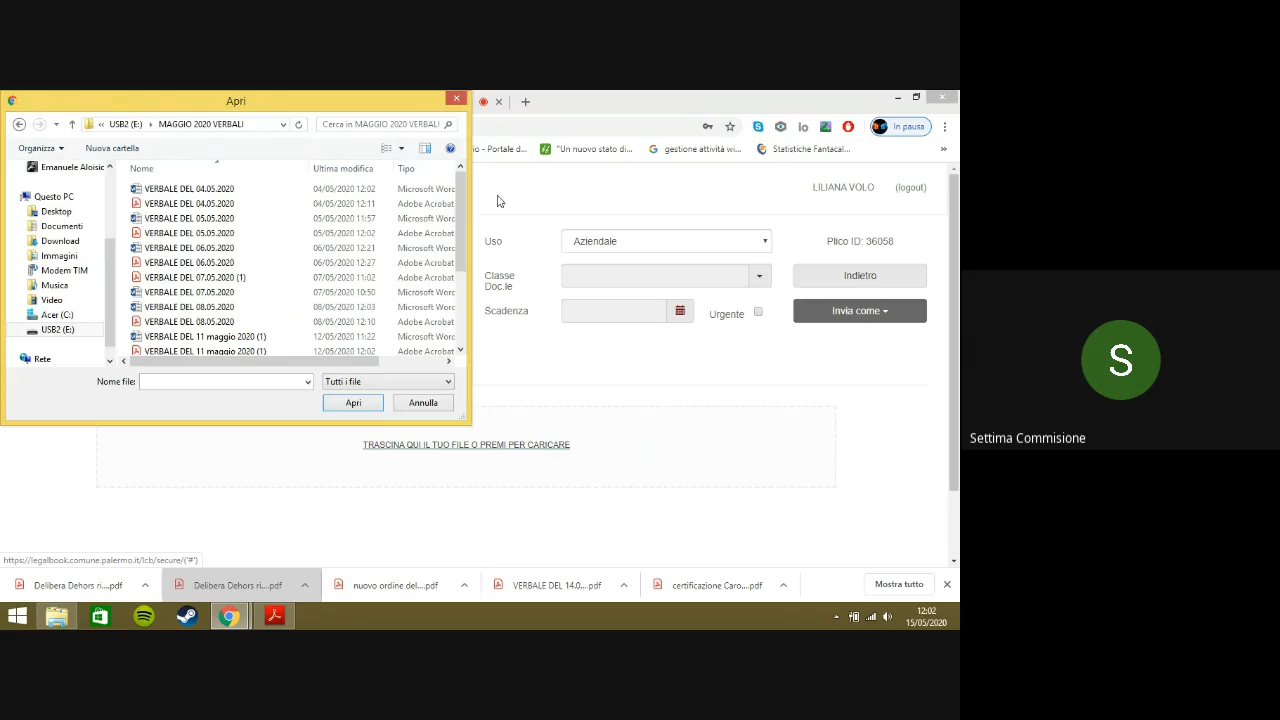 Apri
« USB2 (E:) MAGGIO 2020 VERBALI
Cerca in MAGGIO 2020 VERBALI
Organizza Nuova cartella
Emanuele Aloisio
Questo PC
Desktop
Documenti
Download
Immagini
Modem TIM
Musica
Video
Acer (C:)
USB2 (E:)
Rete
Nome Ultima modifica Tipo
VERBALE DEL 04.05.2020 04/05/2020 12:02 Microsoft Word
VERBALE DEL 04.05.2020 04/05/2020 12:11 Adobe Acrobat
VERBALE DEL 05.05.2020 05/05/2020 11:57 Microsoft Word
VERBALE DEL 05.05.2020 05/05/2020 12:02 Adobe Acrobat
VERBALE DEL 06.05.2020 06/05/2020 12:21 Microsoft Word
VERBALE DEL 06.05.2020 06/05/2020 12:27 Adobe Acrobat
VERBALE DEL 07.05.2020 (1) 07/05/2020 11:02 Adobe Acrobat
VERBALE DEL 07.05.2020 07/05/2020 10:50 Microsoft Word
VERBALE DEL 08.05.2020 08/05/2020 12:03 Microsoft Word
VERBALE DEL 08.05.2020 08/05/2020 12:10 Adobe Acrobat
VERBALE DEL 11 maggio 2020 (1) 12/05/2020 11:22 Microsoft Word
VERBALE DEL 11 maggio 2020 (1) 12/05/2020 12:02 Adobe Acrobat
Nome file: Tutti i file
Apri Annulla
In pausa
io - Portale d... "Un nuovo stato di... gestione attività wi... Statistiche Fantacal... »
LILIANA VOLO (logout)
Uso Aziendale Plico ID: 36058
Classe
Doc.le
Indietro
Scadenza Urgente Invia come
TRASCINA QUI IL TUO FILE O PREMI PER CARICARE
https://legalbook.comune.palermo.it/lcb/secure/('#')
Delibera Dehors ri....pdf Delibera Dehors ri....pdf nuovo ordine del....pdf VERBALE DEL 14.0....pdf certificazione Caro....pdf Mostra tutto
12:02
15/05/2020
S
Settima Commisione